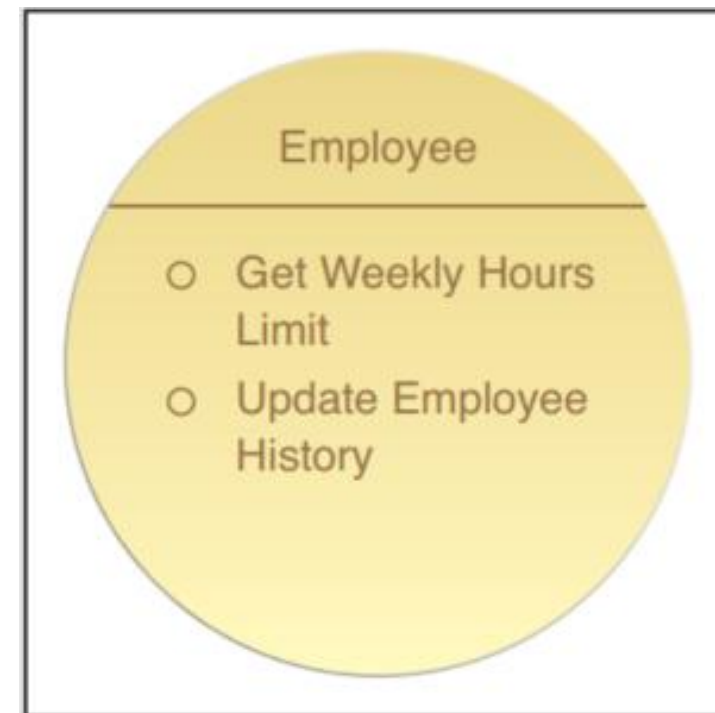 Employee
Get Weekly Hours
Limit
Update Employee
History